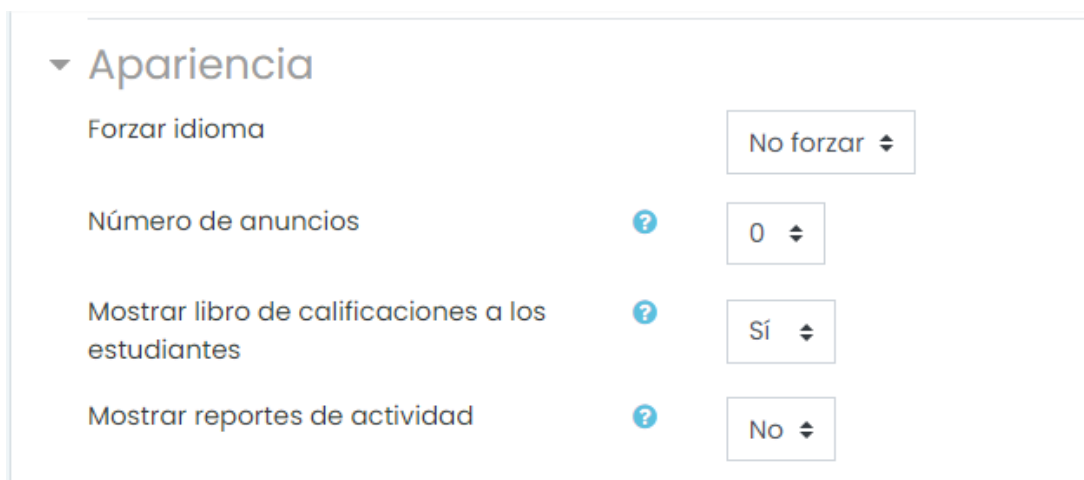 Apariencia
Forzar idioma
No forzar
Número de anuncios
0
Mostrar libro de calificaciones a los
estudiantes
Sí
Mostrar reportes de actividad
No